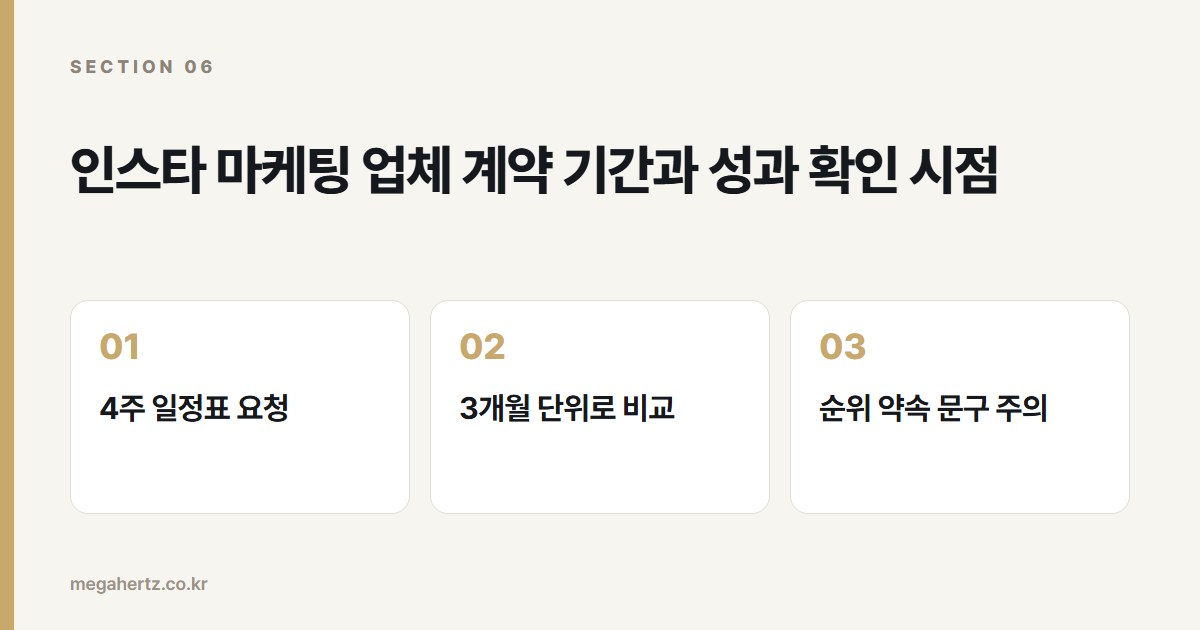 SECTION 06
인스타 마케팅 업체 계약 기간과 성과 확인 시점
01
4주 일정표 요청
02
3개월 단위로 비교
03
순위 약속 문구 주의
megahertz.co.kr